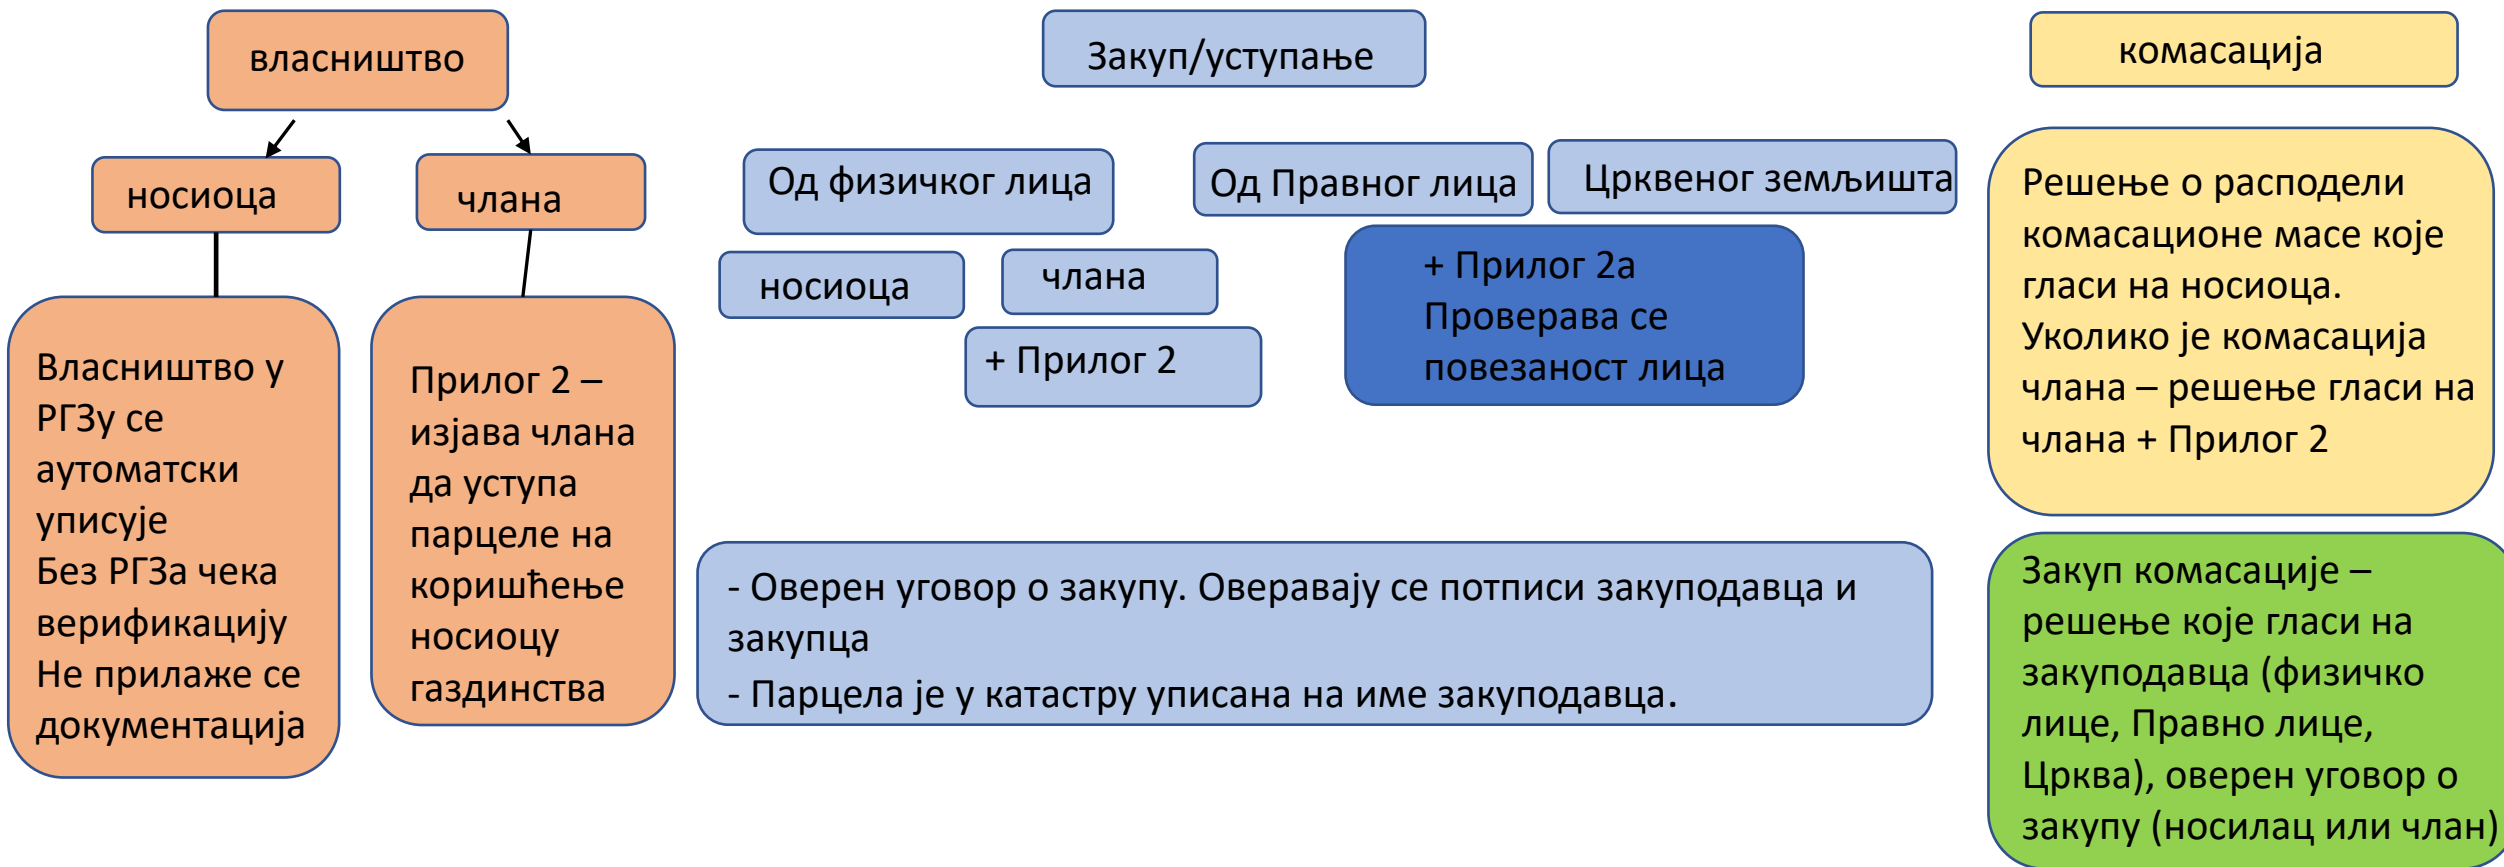 власништво
носиоца
члана
Власништво у
РГЗу се
аутоматски
уписује
Без РГЗа чека
верификацију
Не прилаже се
документација
Прилог 2 –
изјава члана
да уступа
парцеле на
коришћење
носиоцу
газдинства
Закуп/уступање
Од физичког лица
Од Правног лица
Црквеног земљишта
носиоца
члана
+ Прилог 2
+ Прилог 2а
Проверава се
повезаност лица
- Оверен уговор о закупу. Оверавају се потписи закуподавца и
закупца
- Парцела је у катастру уписана на име закуподавца.
комасација
Решење о расподели
комасационе масе које
гласи на носиоца.
Уколико је комасација
члана – решење гласи на
члана + Прилог 2
Закуп комасације –
решење које гласи на
закуподавца (физичко
лице, Правно лице,
Црква), оверен уговор о
закупу (носилац или члан)